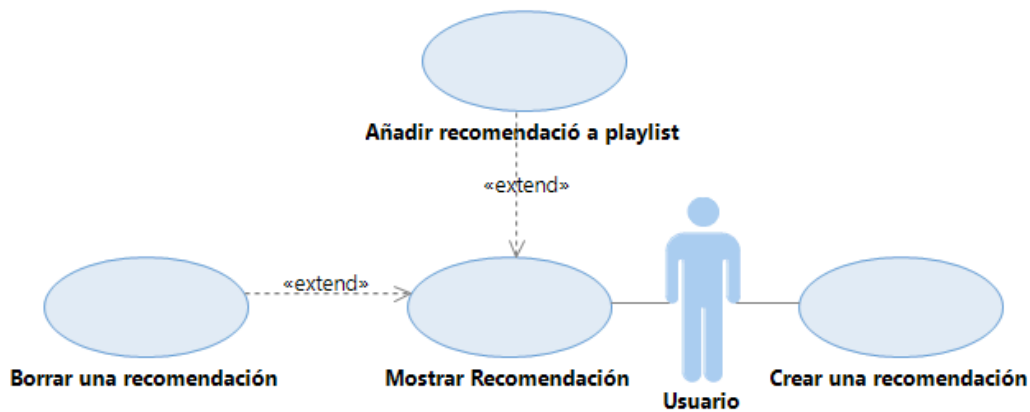 Añadir recomendació a playlist
«extend»
«extend»
Borrar una recomendación
Mostrar Recomendación
Crear una recomendación
Usuario